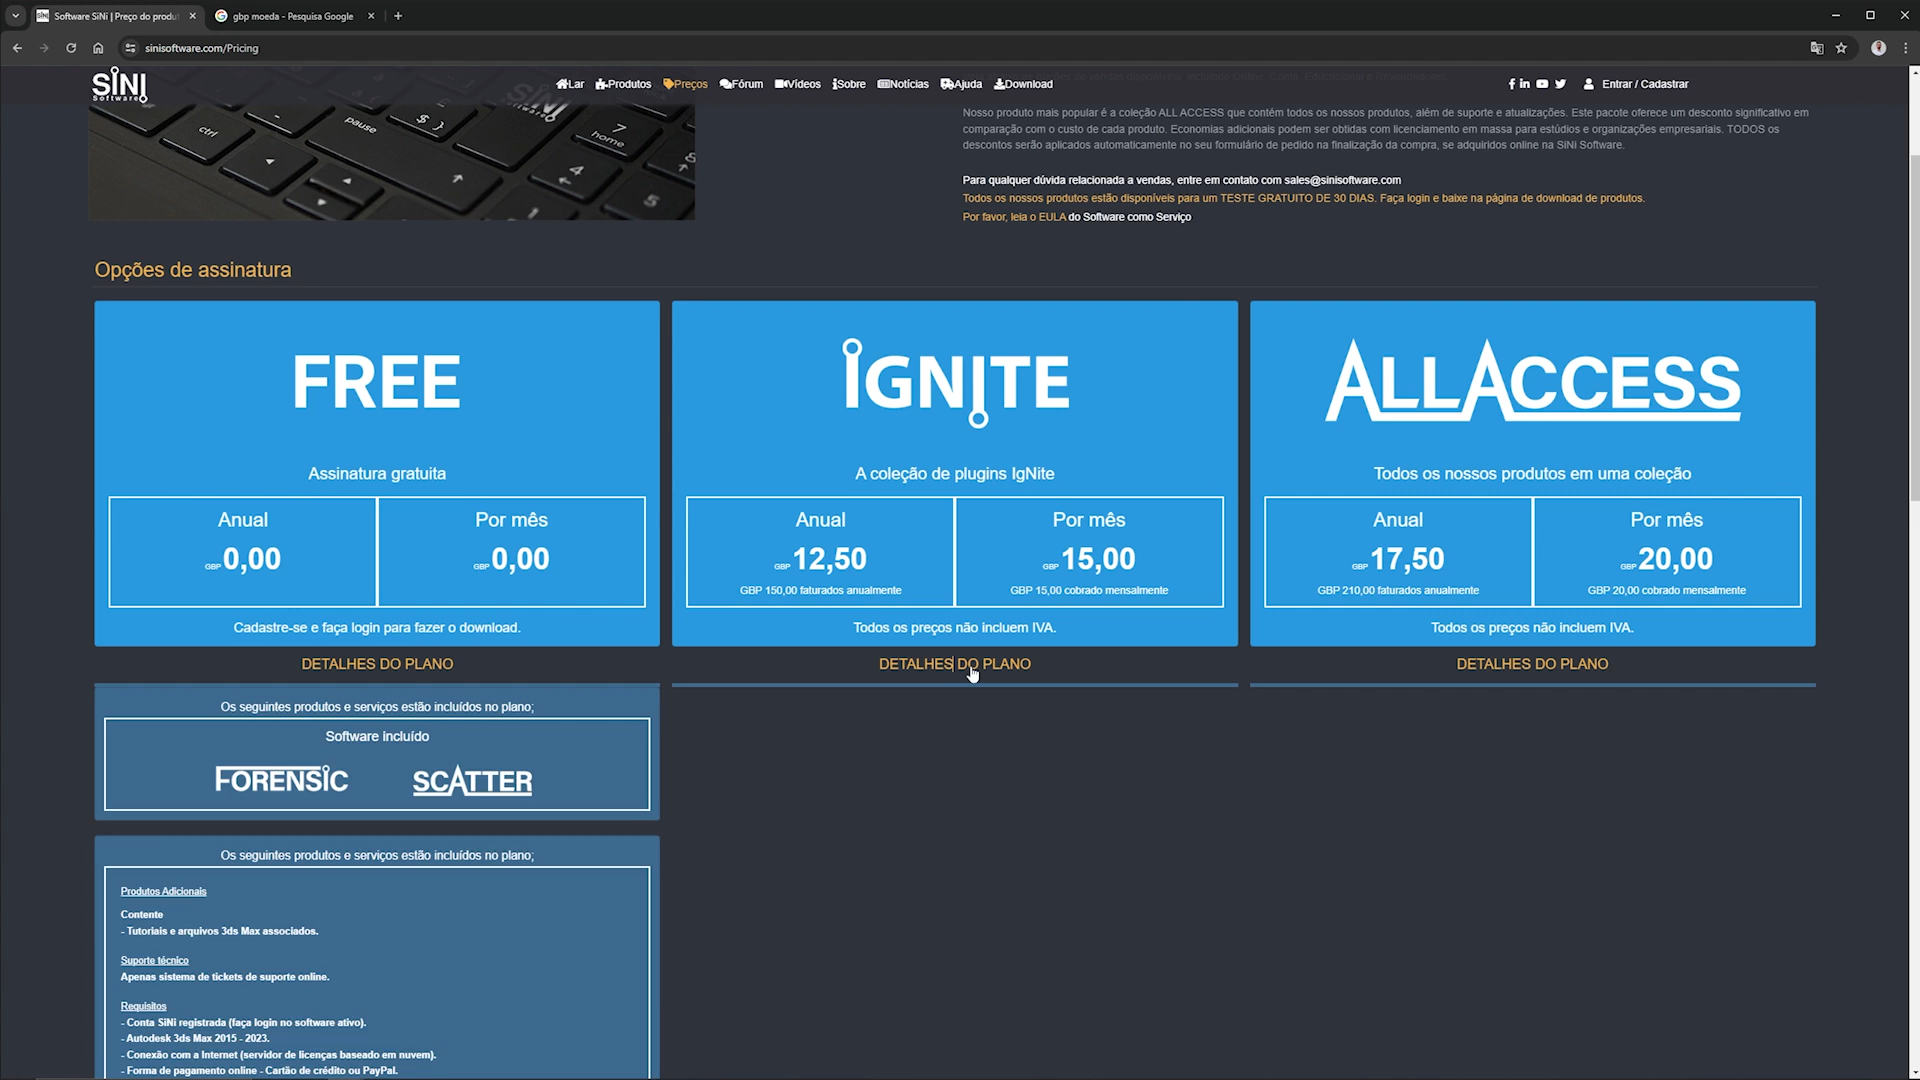 Software SiNi | Preço do produt
gbp moeda - Pesquisa Google
sinisoftware.com/Pricing
SiNi
Software
Lar
Produtos
Preços
Fórum
Vídeos
Sobre
Notícias
Ajuda
Download
Entrar / Cadastrar
ctrl
pause
home
Nosso produto mais popular é a coleção ALL ACCESS que contém todos os nossos produtos, além de suporte e atualizações. Este pacote oferece um desconto significativo em
comparação com o custo de cada produto. Economias adicionais podem ser obtidas com licenciamento em massa para estúdios e organizações empresariais. TODOS os
descontos serão aplicados automaticamente no seu formulário de pedido na finalização da compra, se adquiridos online na SiNi Software.
Para qualquer dúvida relacionada a vendas, entre em contato com sales@sinisoftware.com
Todos os nossos produtos estão disponíveis para um TESTE GRATUITO DE 30 DIAS. Faça login e baixe na página de download de produtos.
Por favor, leia o EULA do Software como Serviço
Opções de assinatura
FREE
Assinatura gratuita
Anual
GBP 0,00
Por mês
GBP 0,00
Cadastre-se e faça login para fazer o download.
DETALHES DO PLANO
IGNITE
A coleção de plugins IgNite
Anual
GBP 12,50
GBP 150,00 faturados anualmente
Por mês
GBP 15,00
GBP 15,00 cobrado mensalmente
Todos os preços não incluem IVA.
DETALHES DO PLANO
ALLACCESS
Todos os nossos produtos em uma coleção
Anual
GBP 17,50
GBP 210,00 faturados anualmente
Por mês
GBP 20,00
GBP 20,00 cobrado mensalmente
Todos os preços não incluem IVA.
DETALHES DO PLANO
Os seguintes produtos e serviços estão incluídos no plano;
Software incluído
FORENSIC
SCATTER
Os seguintes produtos e serviços estão incluídos no plano;
Produtos Adicionais
Contente
- Tutoriais e arquivos 3ds Max associados.
Suporte técnico
Apenas sistema de tickets de suporte online.
Requisitos
- Conta SiNi registrada (faça login no software ativo).
- Autodesk 3ds Max 2015 - 2023.
- Conexão com a Internet (servidor de licenças baseado em nuvem).
- Forma de pagamento online - Cartão de crédito ou PayPal.